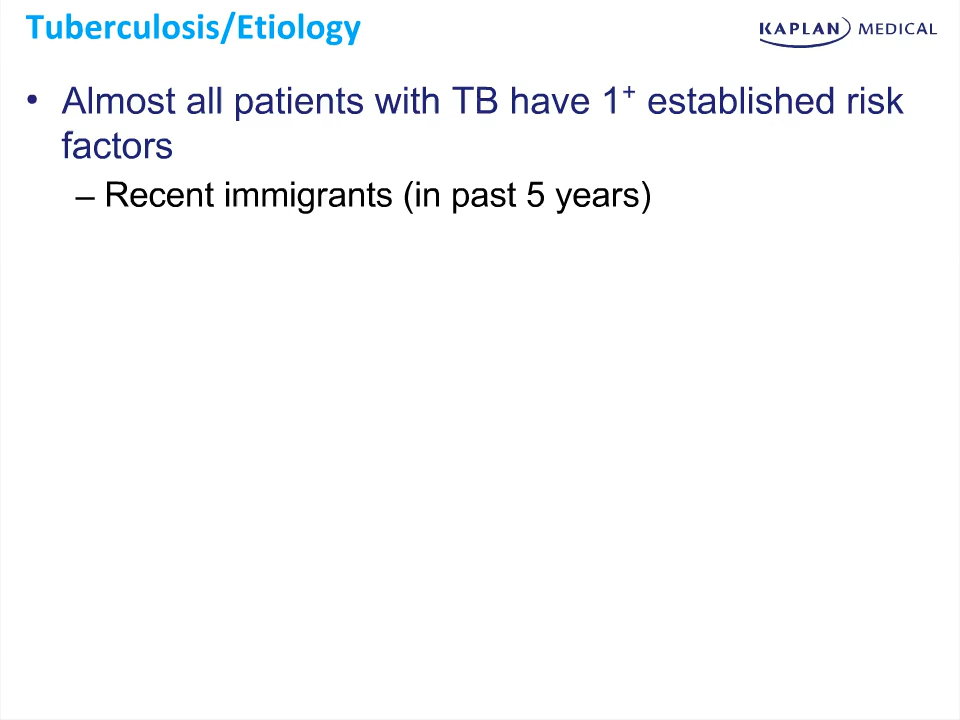 Tuberculosis/Etiology
KAPLAN MEDICAL
• Almost all patients with TB have 1⁺ established risk
factors
– Recent immigrants (in past 5 years)